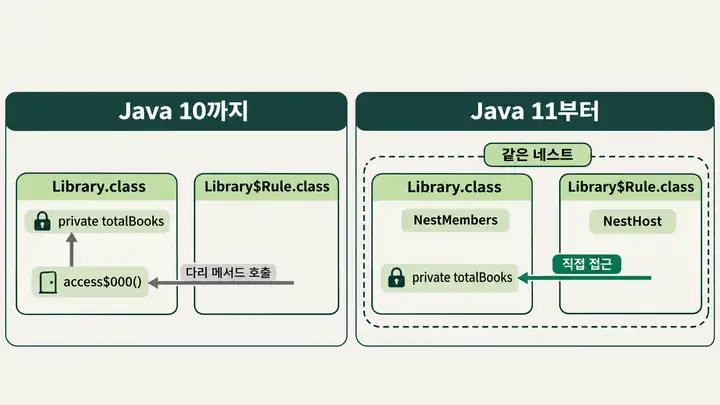 Java 10까지
Library.class
Library$Rule.class
private totalBooks
access$000()
다리 메서드 호출
Java 11부터
같은 네스트
Library.class
Library$Rule.class
NestMembers
NestHost
private totalBooks
직접 접근